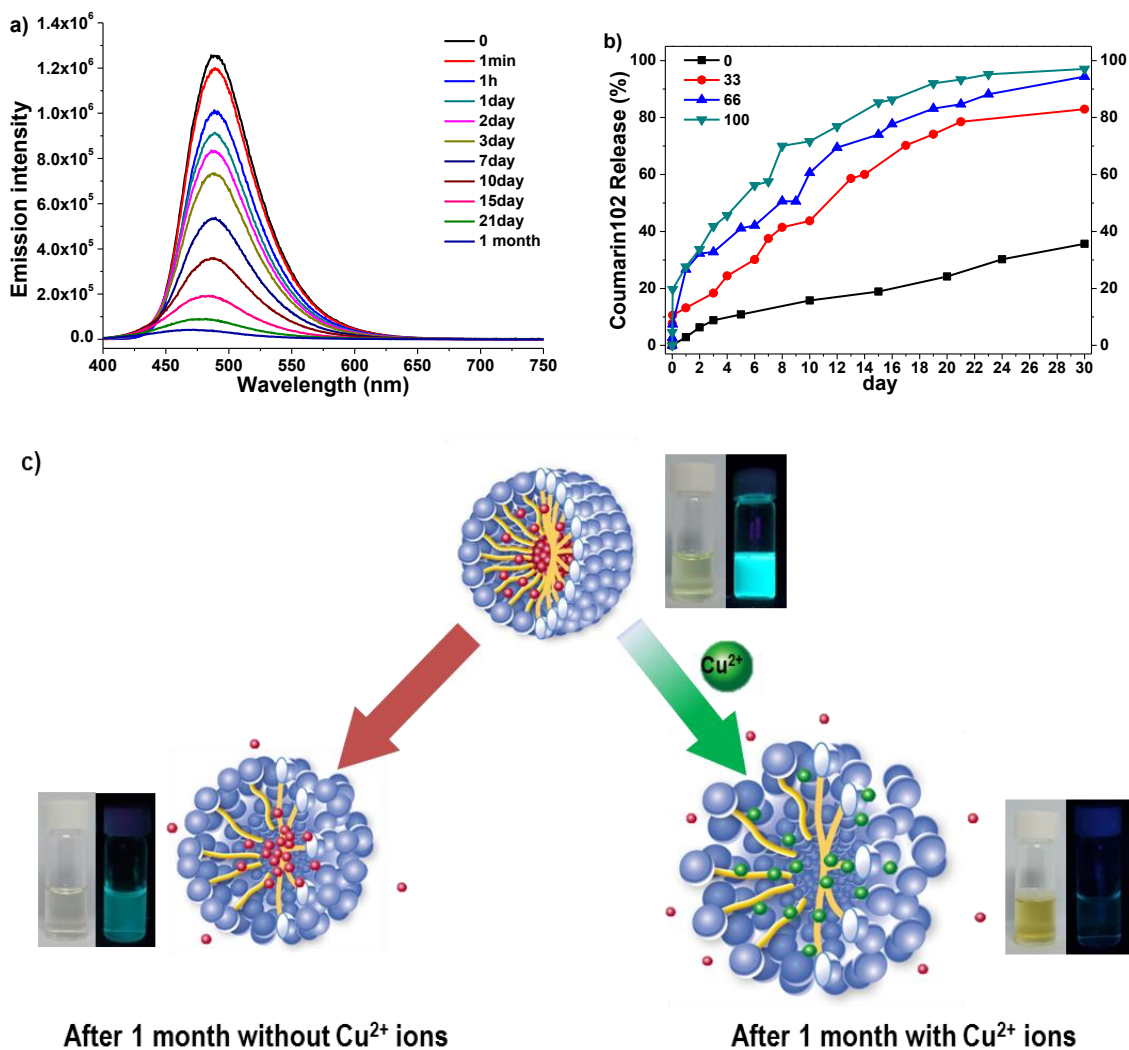 a)
1.4x10⁶
1.2x10⁶
1.0x10⁶
8.0x10⁵
6.0x10⁵
4.0x10⁵
2.0x10⁵
0.0
Emission intensity
400 450 500 550 600 650 700 750
Wavelength (nm)
0
1min
1h
1day
2day
3day
7day
10day
15day
21day
1 month
b)
100
80
60
40
20
0
Coumarin102 Release (%)
0
33
66
100
100
80
60
40
20
0
0 2 4 6 8 10 12 14 16 18 20 22 24 26 28 30
day
c)
Cu²⁺
After 1 month without Cu²⁺ ions
After 1 month with Cu²⁺ ions